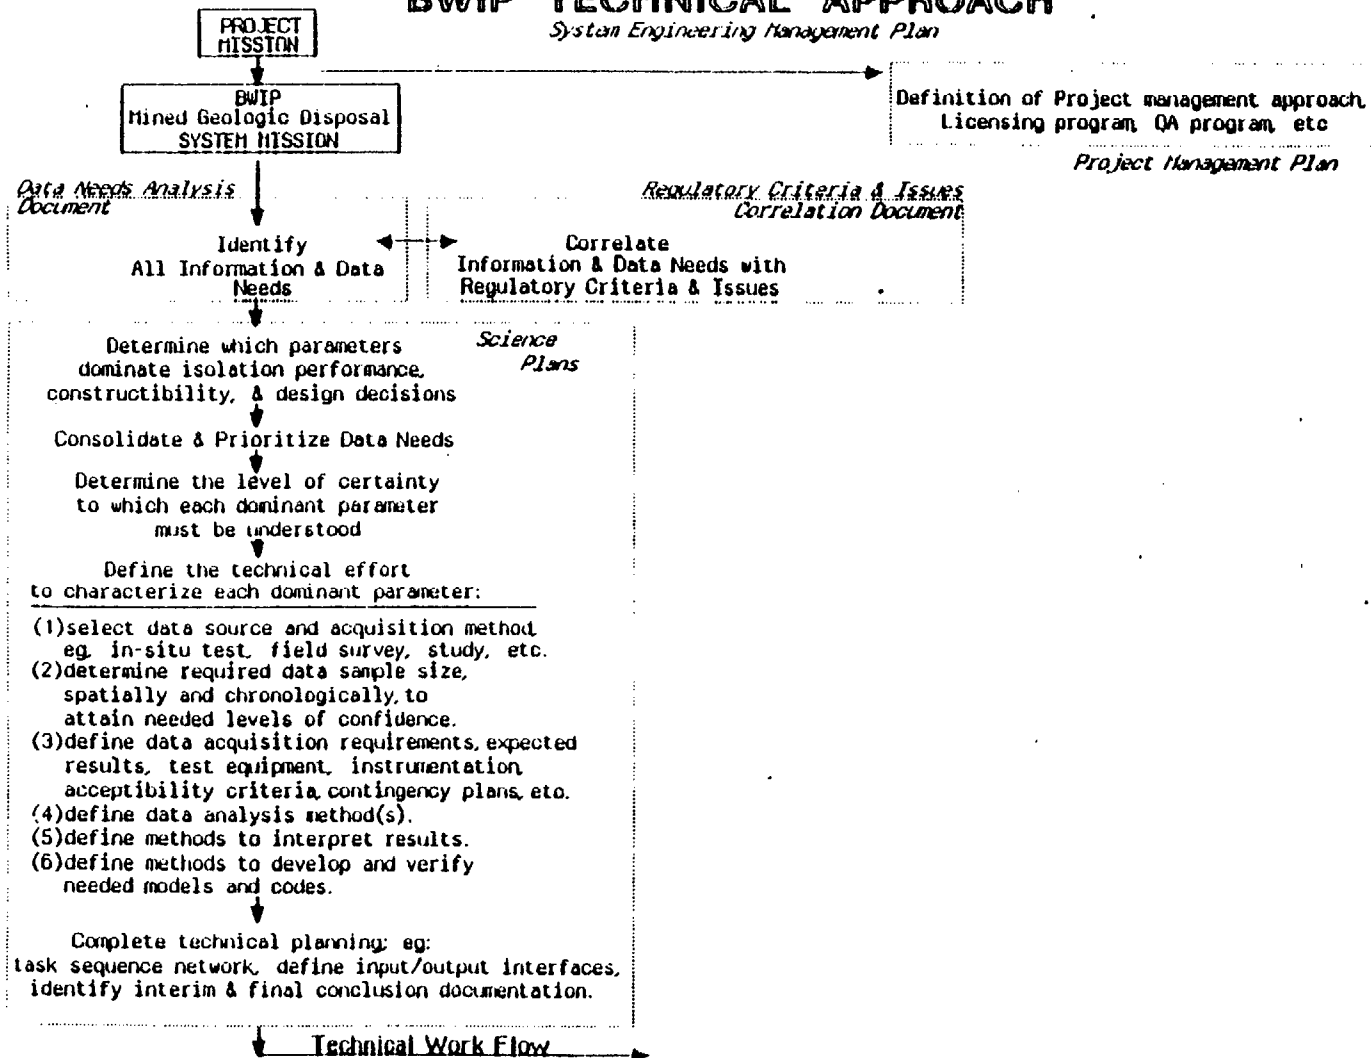 BWIP TECHNICAL APPROACH
System Engineering Management Plan
PROJECT
MISSION
BWIP
Mined Geologic Disposal
SYSTEM MISSION
Definition of Project management approach,
Licensing program, QA program, etc
Project Management Plan
Data Needs Analysis
Document
Regulatory Criteria & Issues
Correlation Document
Identify
All Information & Data
Needs
Correlate
Information & Data Needs with
Regulatory Criteria & Issues
Science
Plans
Determine which parameters
dominate isolation performance,
constructibility, & design decisions
Consolidate & Prioritize Data Needs
Determine the level of certainty
to which each dominant parameter
must be understood
Define the technical effort
to characterize each dominant parameter:
(1)select data source and acquisition method,
eg, in-situ test, field survey, study, etc.
(2)determine required data sample size,
spatially and chronologically, to
attain needed levels of confidence.
(3)define data acquisition requirements, expected
results, test equipment, instrumentation,
acceptibility criteria, contingency plans, etc.
(4)define data analysis method(s).
(5)define methods to interpret results.
(6)define methods to develop and verify
needed models and codes.
Complete technical planning; eg:
task sequence network, define input/output interfaces,
identify interim & final conclusion documentation.
Technical Work Flow